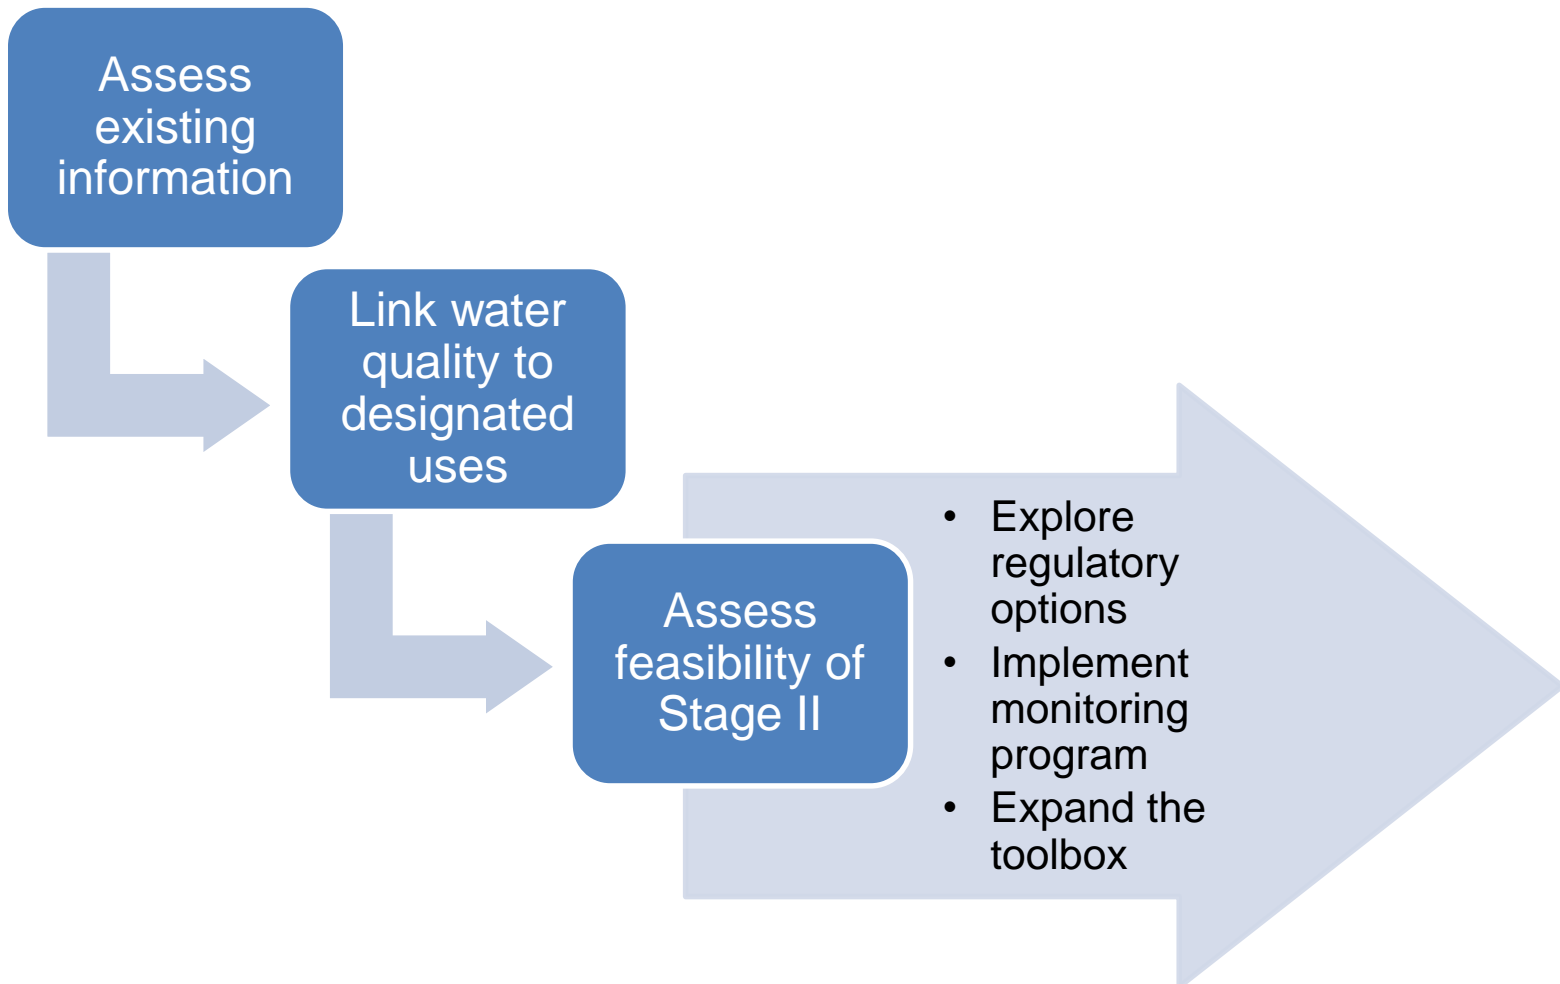 Assess
existing
information
Link water
quality to
designated
uses
Assess
feasibility of
Stage II
• Explore
regulatory
options
• Implement
monitoring
program
• Expand the
toolbox